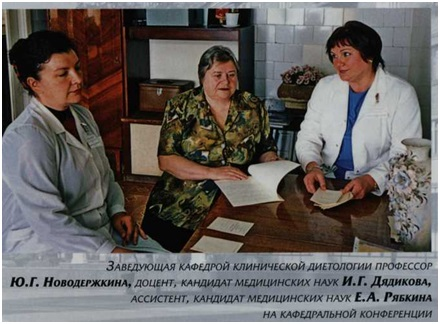 Заведующая кафедрой клинической диетологии профессор
Ю.Г. Новодержкина, доцент, кандидат медицинских наук И.Г. Дядикова,
ассистент, кандидат медицинских наук Е.А. Рябкина
на кафедральной конференции